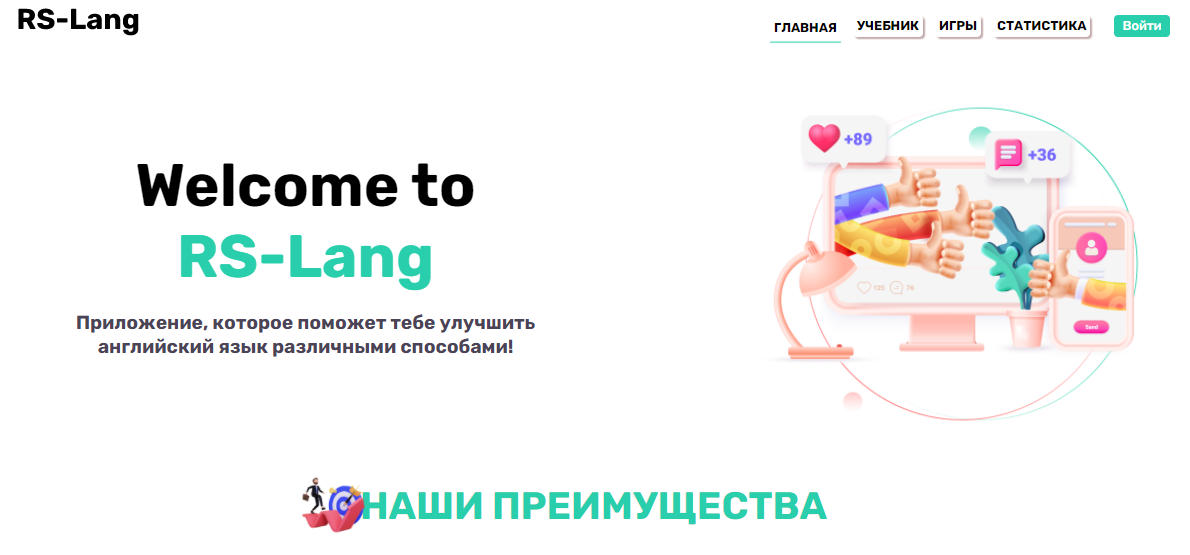 RS-Lang
ГЛАВНАЯ
УЧЕБНИК
ИГРЫ
СТАТИСТИКА
Войти
Welcome to
RS-Lang
Приложение, которое поможет тебе улучшить
английский язык различными способами!
+89
+36
125
76
Send
НАШИ ПРЕИМУЩЕСТВА